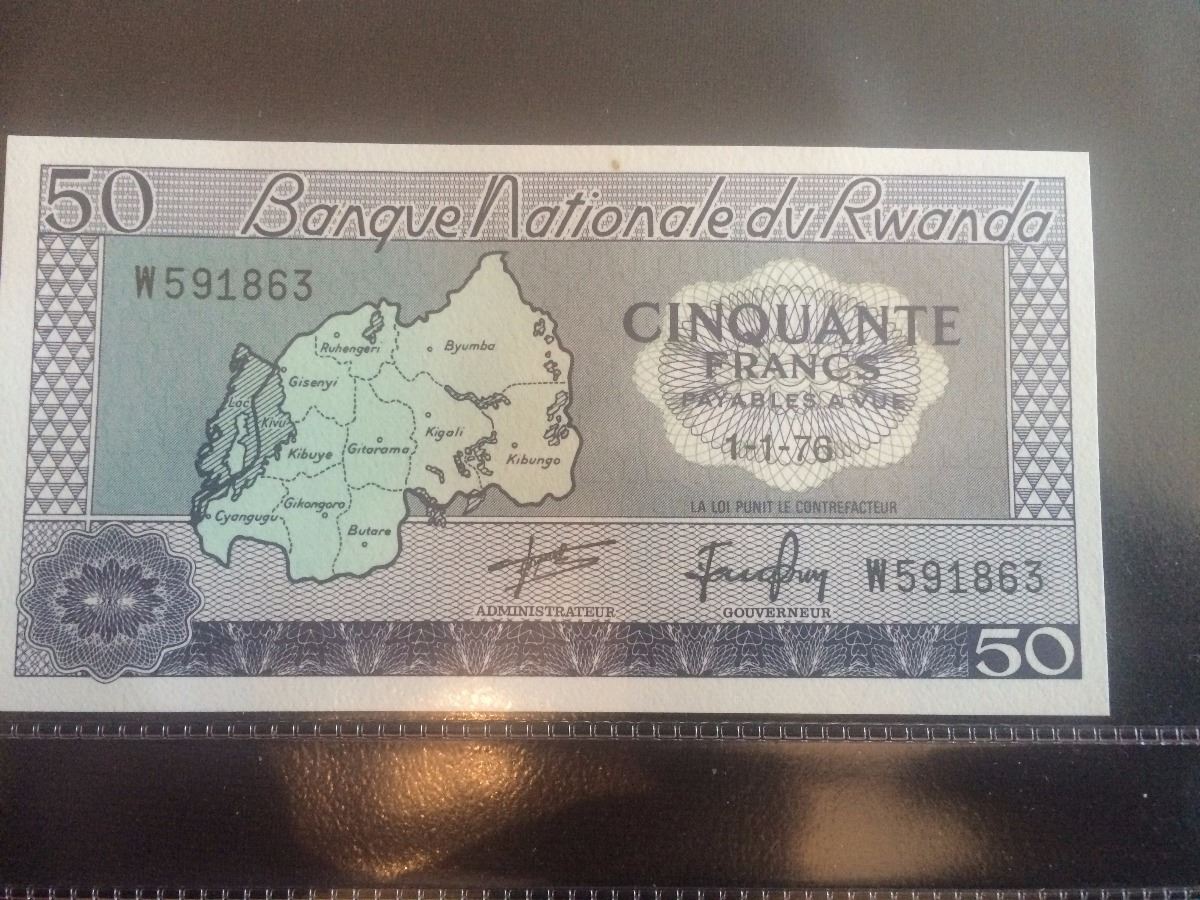 50 Banque Nationale du Rwanda
W591863
CINQUANTE
FRANCS
PAYABLES A VUE
1-1-76
LA LOI PUNIT LE CONTREFACTEUR
Ruhengeri
Byumba
Gisenyi
Lac
Kivu
Kigali
Kibuye
Gitarama
Kibungo
Gikongoro
Cyangugu
Butare
ADMINISTRATEUR
GOUVERNEUR
W591863
50